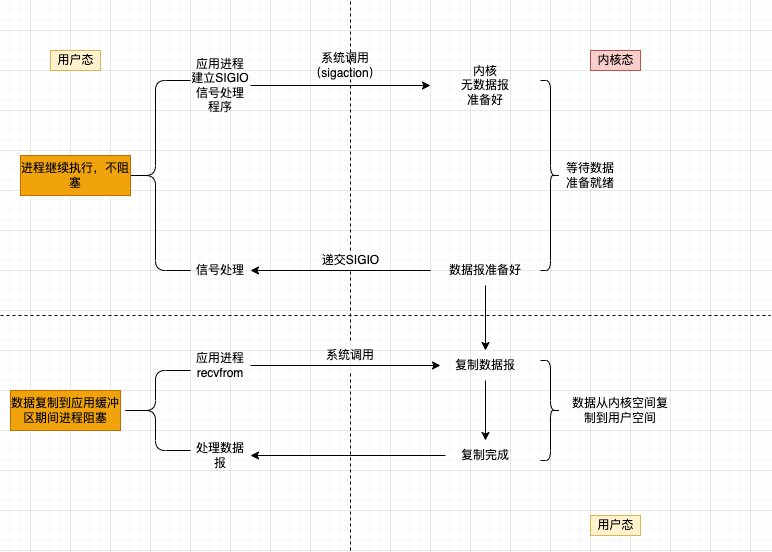 用户态
内核态
应用进程
建立SIGIO
信号处理
程序
系统调用
（sigaction）
内核
无数据报
准备好
进程继续执行，不阻
塞
等待数据
准备就绪
信号处理
递交SIGIO
数据报准备好
应用进程
recvfrom
系统调用
复制数据报
数据复制到应用缓冲
区期间进程阻塞
数据从内核空间复
制到用户空间
处理数据
报
复制完成
用户态